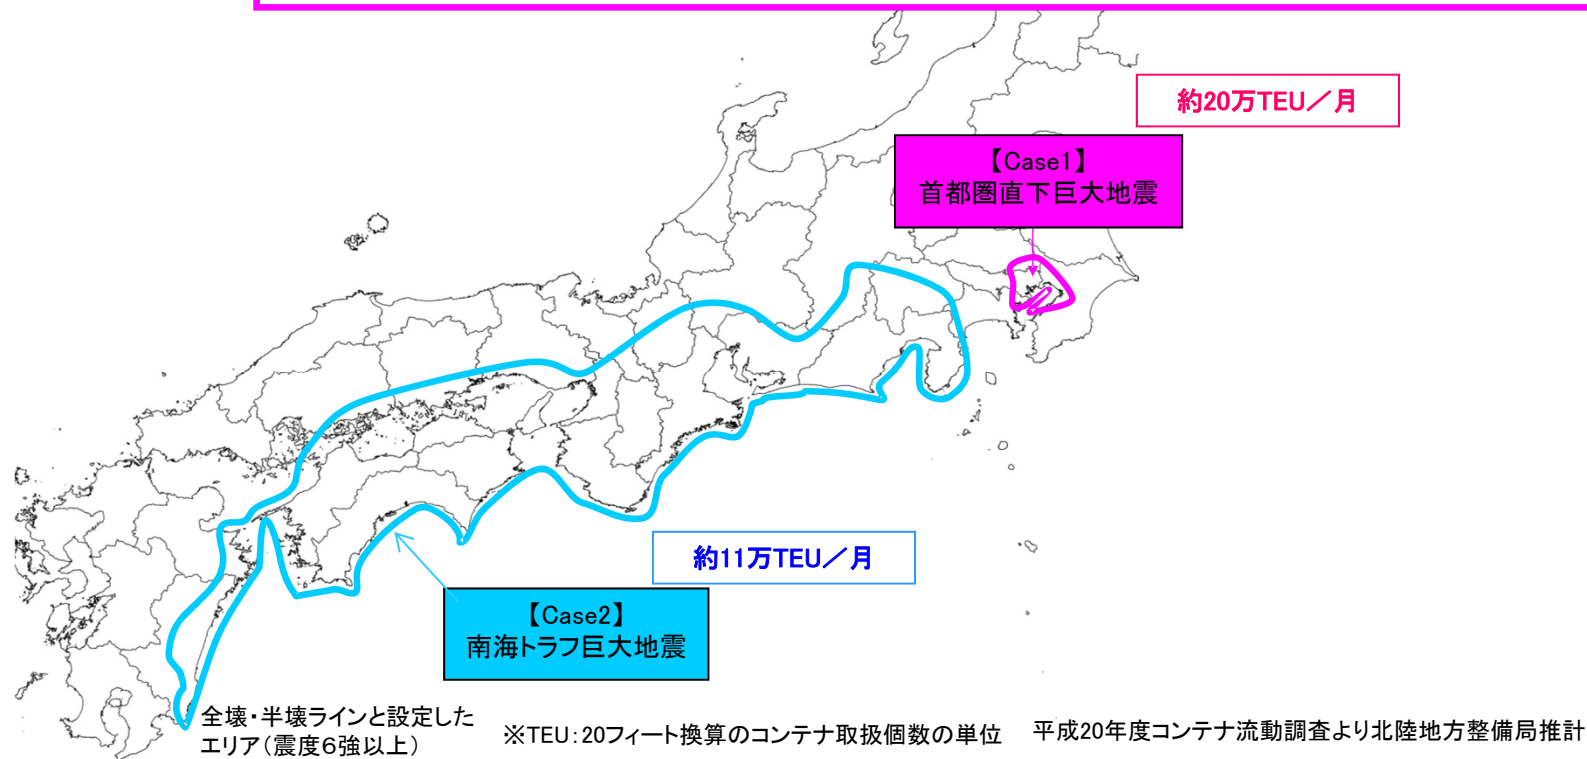 約20万TEU／月
【Case1】
首都圏直下巨大地震
約11万TEU／月
【Case2】
南海トラフ巨大地震
全壊・半壊ラインと設定した
エリア（震度６強以上）
※TEU：20フィート換算のコンテナ取扱個数の単位
平成20年度コンテナ流動調査より北陸地方整備局推計